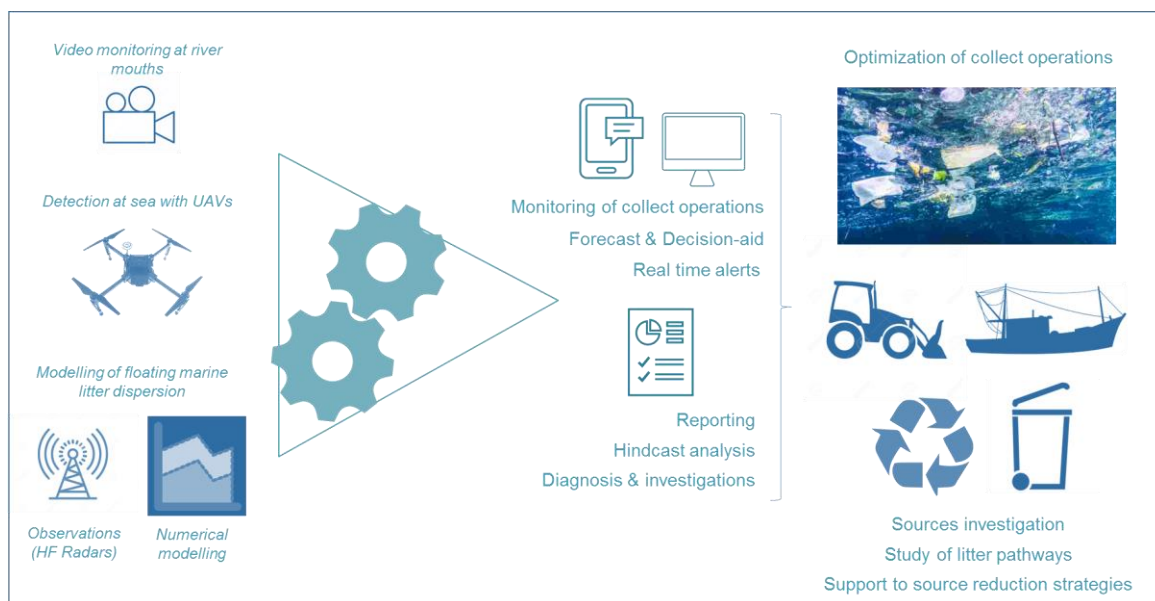 Video monitoring at river
mouths
Detection at sea with UAVs
Modelling of floating marine
litter dispersion
Observations
(HF Radars)
Numerical
modelling
Monitoring of collect operations
Forecast & Decision-aid
Real time alerts
Reporting
Hindcast analysis
Diagnosis & investigations
Optimization of collect operations
Sources investigation
Study of litter pathways
Support to source reduction strategies